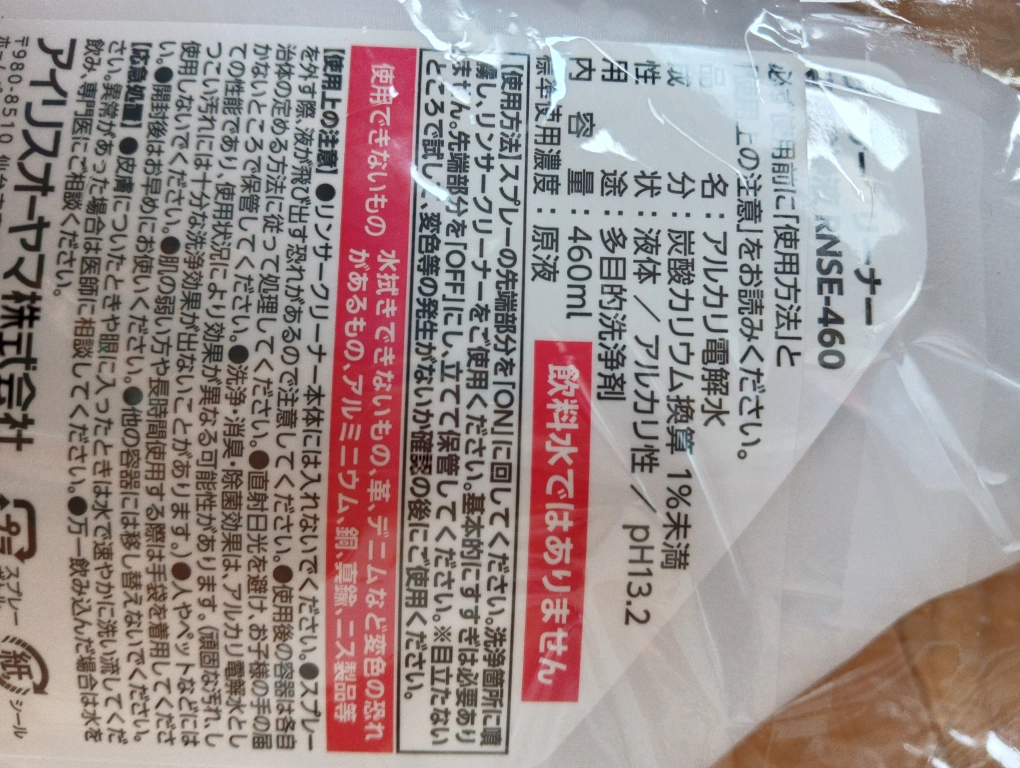 ーナー
RNSE-460
必ず使用前に「使用方法」と
「使用上の注意」をお読みください。
品　名：アルカリ電解水
成　分：炭酸カリウム換算 1%未満
性　状：液体／アルカリ性／pH13.2
用　途：多目的洗浄剤
内　容　量：460ml
標準使用濃度：原液
飲料水ではありません
【使用方法】スプレーの先端部分を「ON」に回してください。洗浄箇所に噴
霧し、リンサークリーナーをご使用ください。基本的にすすぎは必要あり
ません。先端部分を「OFF」にし、立てて保管してください。※目立たない
ところで試し、変色等の発生がないか確認の後にご使用ください。
使用できないもの 水拭きできないもの、革、デニムなど変色の恐れ
があるもの、アルミニウム、銅、真鍮、ニス製品等
【使用上の注意】●リンサークリーナー本体には入れないでください。●スプレー
を外す際、液が飛び出す恐れがあるので注意してください。●使用後の容器は各自
治体の定める方法に従って処理してください。●直射日光を避け、お子様の手の届
かないところで保管してください。●洗浄・消臭・除菌効果は、アルカリ電解水とし
ての性能であり、使用状況により効果が異なる可能性があります。（頑固な汚れ、し
つこい汚れには十分な洗浄効果が出ないことがあります。）●人やペットなどには
使用しないでください。●肌の弱い方や長時間使用する際は手袋を着用してくださ
い。●開封後はお早めにお使いください。●他の容器には移し替えないでください。
【応急処置】●皮膚についたときや眼に入ったときは水で速やかに洗い流してくだ
さい。異常があった場合は医師に相談してください。●万一飲み込んだ場合は水を
飲み、専門医にご相談ください。
アイリスオーヤマ株式会社
〒980-8510
プラ
スプレー
ボトル
紙
シール